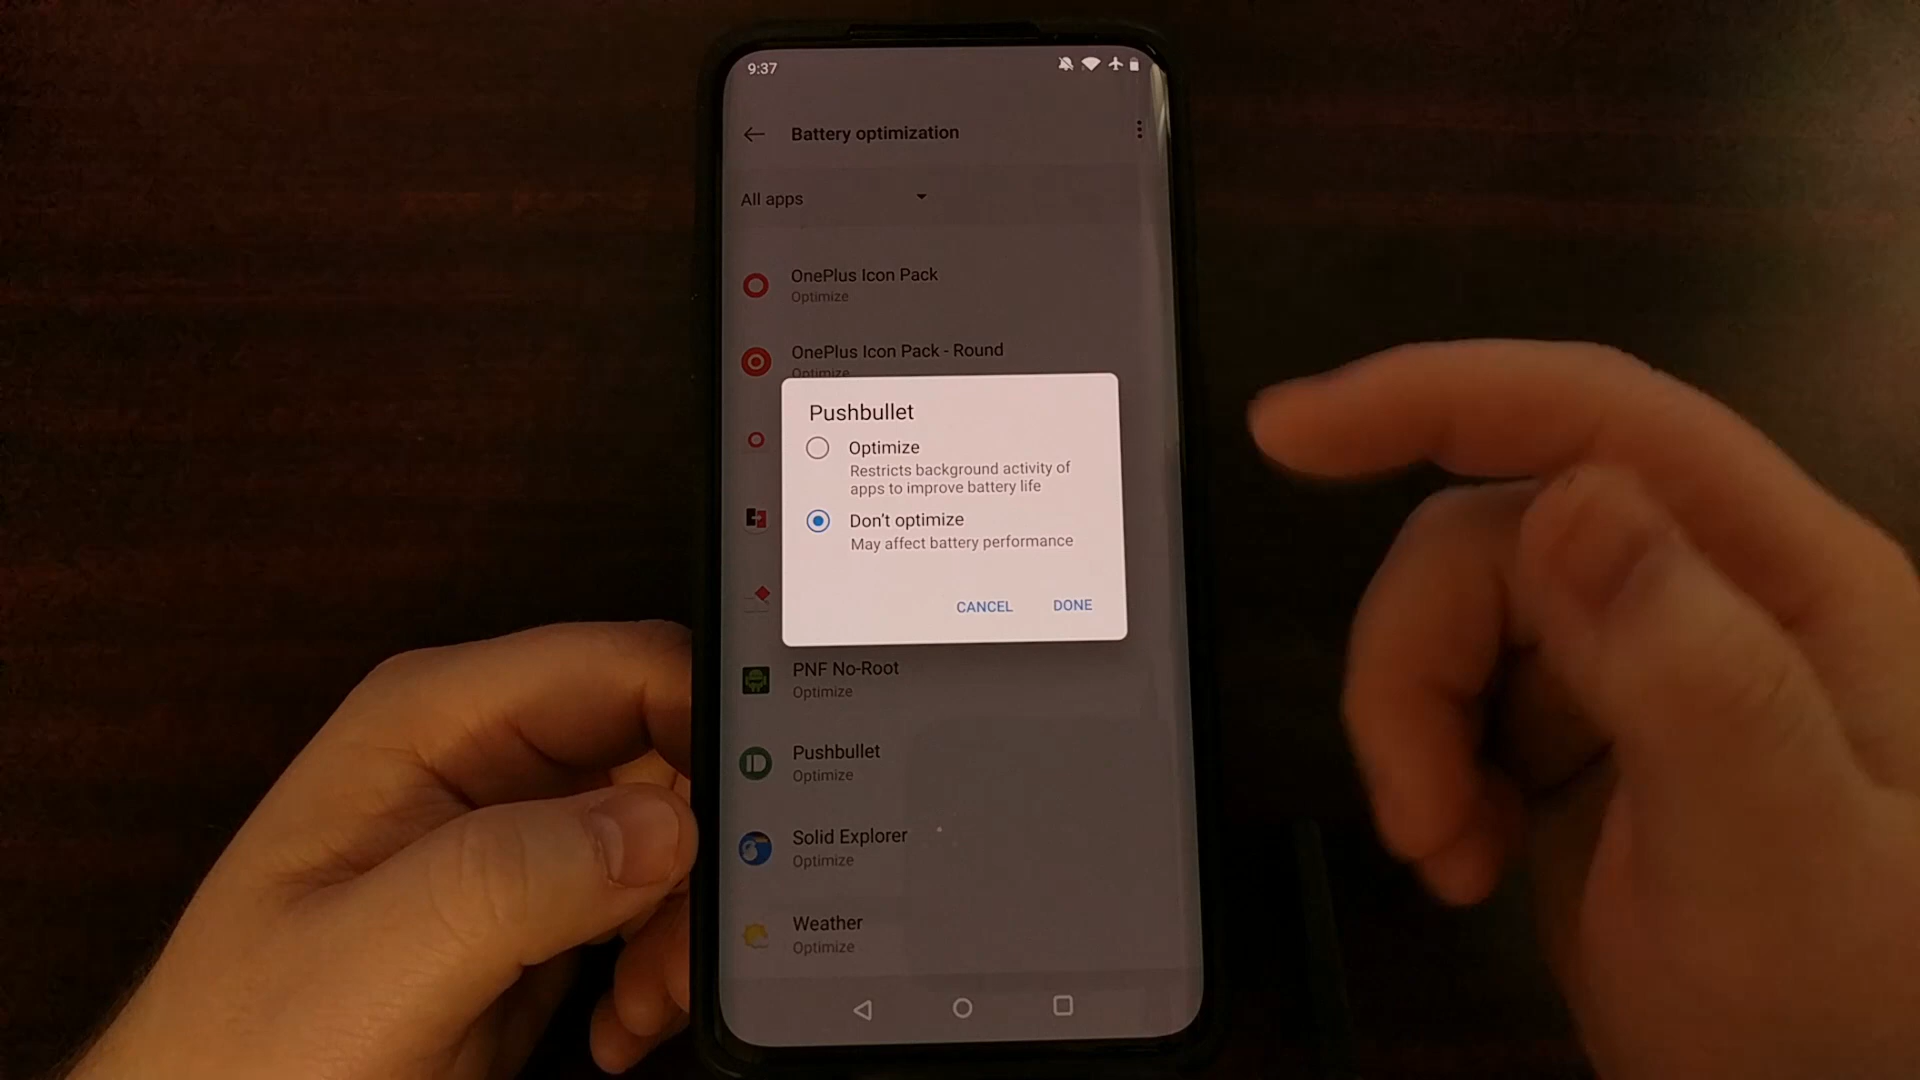 9:37
Battery optimization
All apps
OnePlus Icon Pack
Optimize
OnePlus Icon Pack - Round
Optimize
Pushbullet
Optimize
Restricts background activity of
apps to improve battery life
Don't optimize
May affect battery performance
CANCEL DONE
PNF No-Root
Optimize
Pushbullet
Optimize
Solid Explorer
Optimize
Weather
Optimize